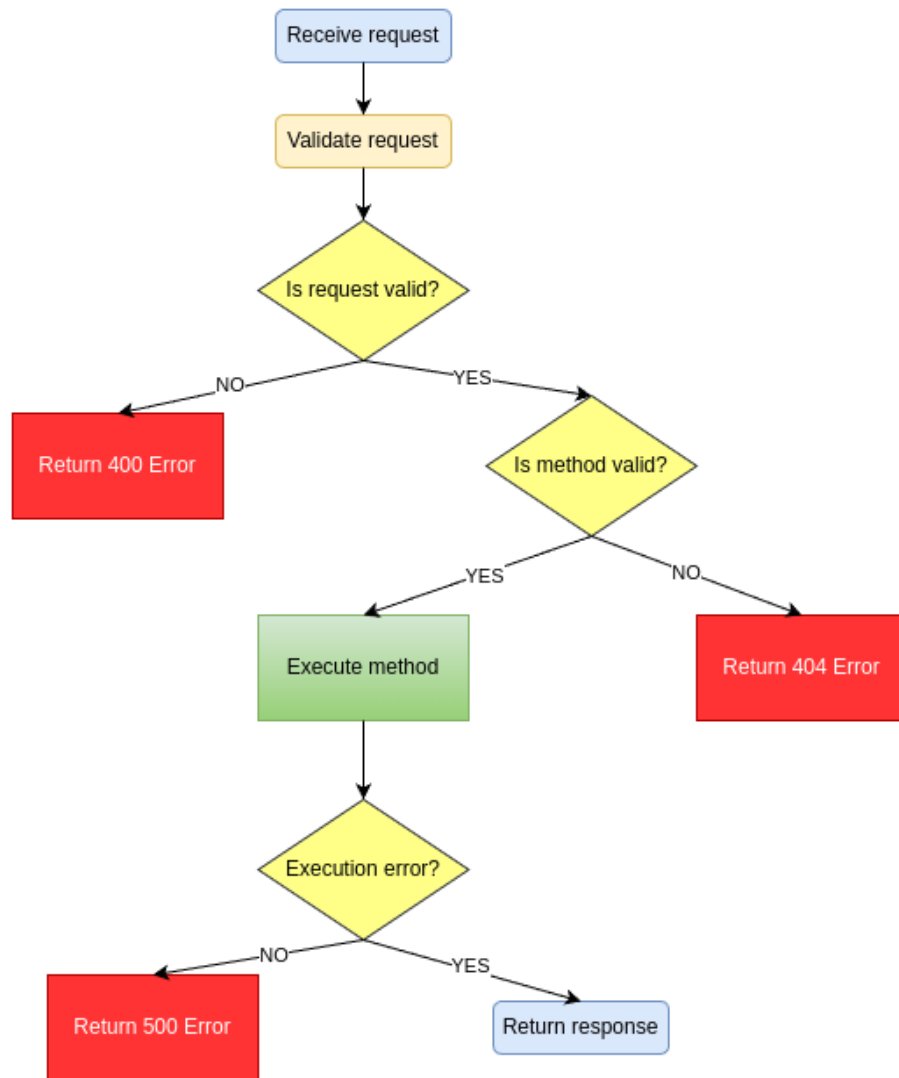 Receive request
Validate request
Is request valid?
NO
YES
Return 400 Error
Is method valid?
YES
NO
Execute method
Return 404 Error
Execution error?
NO
YES
Return 500 Error
Return response